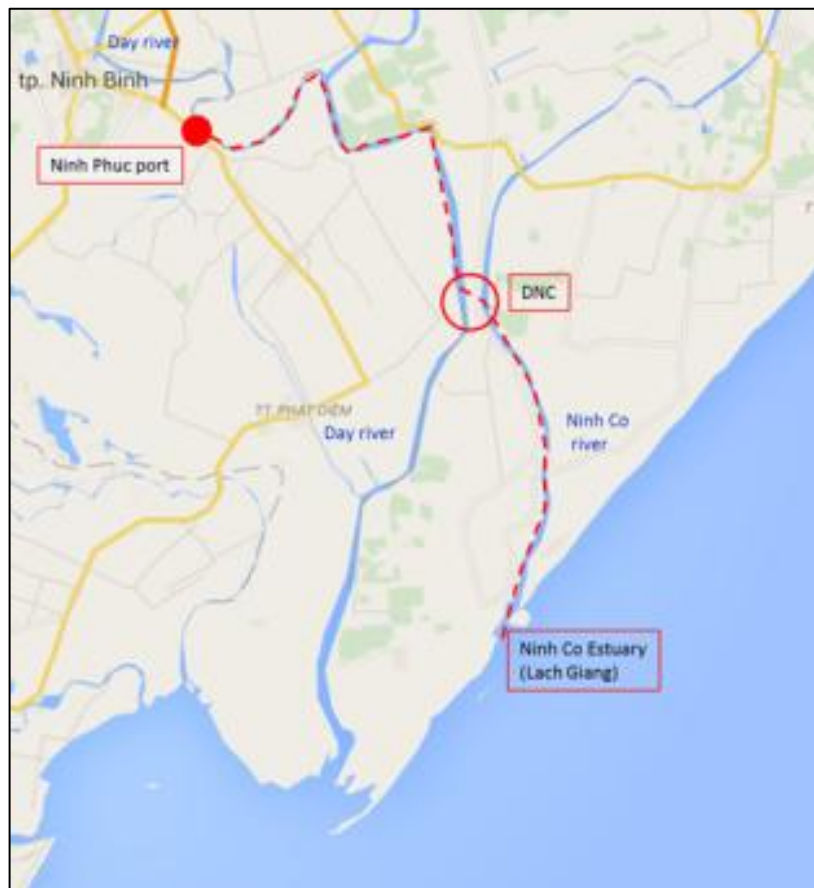 Day river
tp. Ninh Binh
Ninh Phuc port
DNC
TT PHAT DIEM
Day river
Ninh Co
river
Ninh Co Estuary
(Lach Giang)